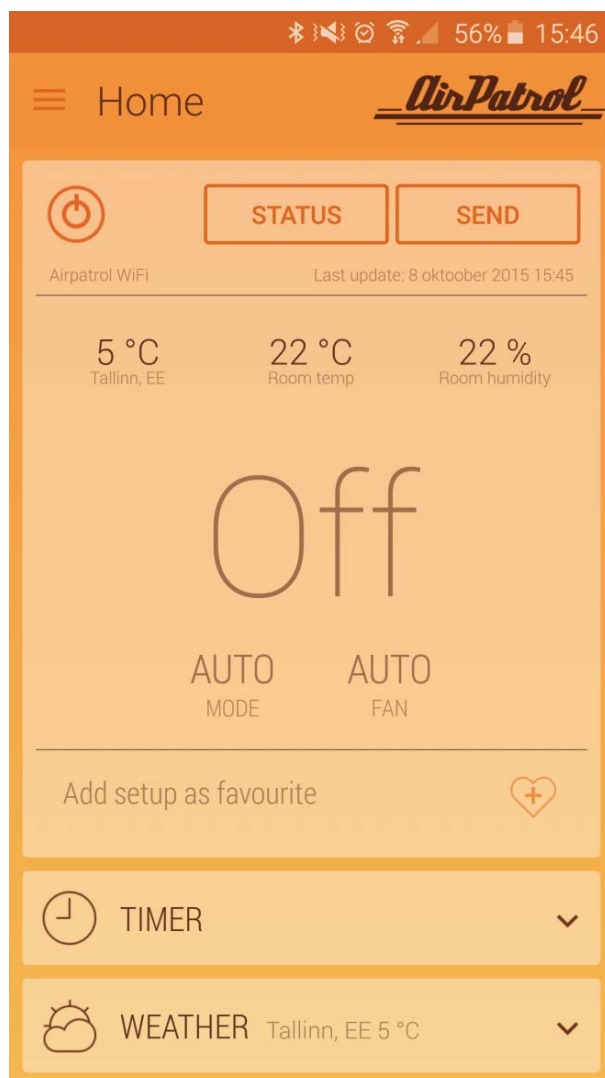 56% 15:46
Home AirPatrol
STATUS SEND
Airpatrol WiFi Last update: 8 oktoober 2015 15:45
5 °C 22 °C 22 %
Tallinn, EE Room temp Room humidity
Off
AUTO AUTO
MODE FAN
Add setup as favourite
TIMER
WEATHER Tallinn, EE 5 °C